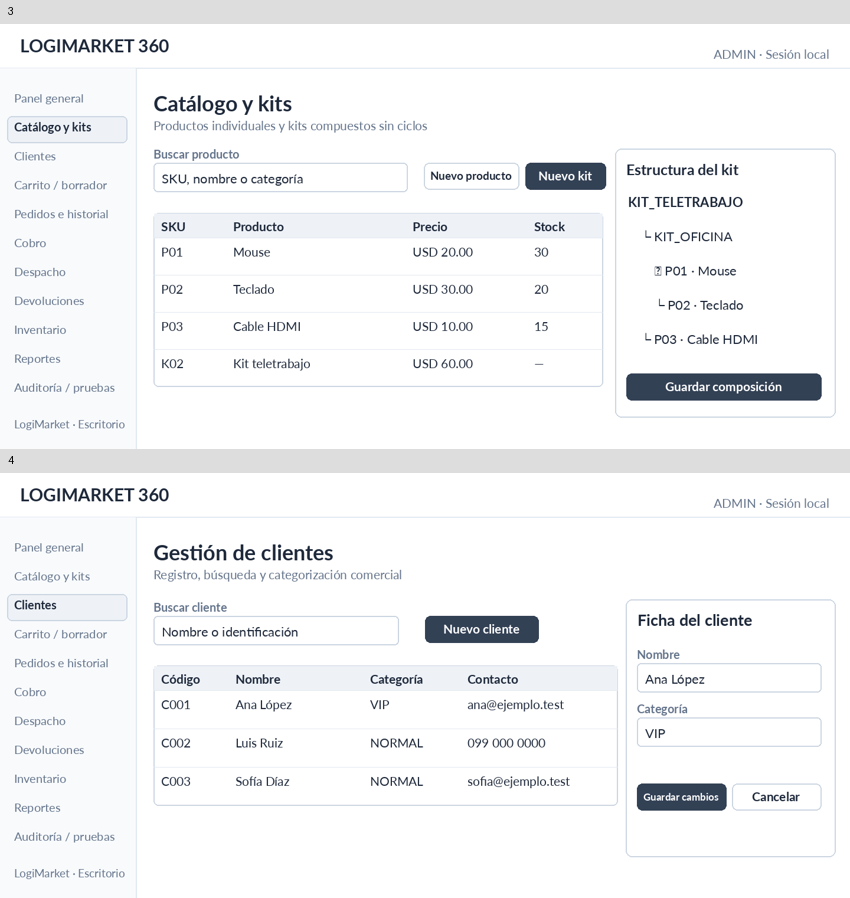 3
LOGIMARKET 360
ADMIN · Sesión local
Panel general
Catálogo y kits
Clientes
Carrito / borrador
Pedidos e historial
Cobro
Despacho
Devoluciones
Inventario
Reportes
Auditoría / pruebas
LogiMarket · Escritorio
Catálogo y kits
Productos individuales y kits compuestos sin ciclos
Buscar producto
SKU, nombre o categoría
Nuevo producto
Nuevo kit
SKU Producto Precio Stock
P01 Mouse USD 20.00 30
P02 Teclado USD 30.00 20
P03 Cable HDMI USD 10.00 15
K02 Kit teletrabajo USD 60.00 —
Estructura del kit
KIT_TELETRABAJO
└ KIT_OFICINA
P01 · Mouse
└ P02 · Teclado
└ P03 · Cable HDMI
Guardar composición
4
LOGIMARKET 360
ADMIN · Sesión local
Panel general
Catálogo y kits
Clientes
Carrito / borrador
Pedidos e historial
Cobro
Despacho
Devoluciones
Inventario
Reportes
Auditoría / pruebas
LogiMarket · Escritorio
Gestión de clientes
Registro, búsqueda y categorización comercial
Buscar cliente
Nombre o identificación
Nuevo cliente
Código Nombre Categoría Contacto
C001 Ana López VIP ana@ejemplo.test
C002 Luis Ruiz NORMAL 099 000 0000
C003 Sofía Díaz NORMAL sofia@ejemplo.test
Ficha del cliente
Nombre
Ana López
Categoría
VIP
Guardar cambios
Cancelar